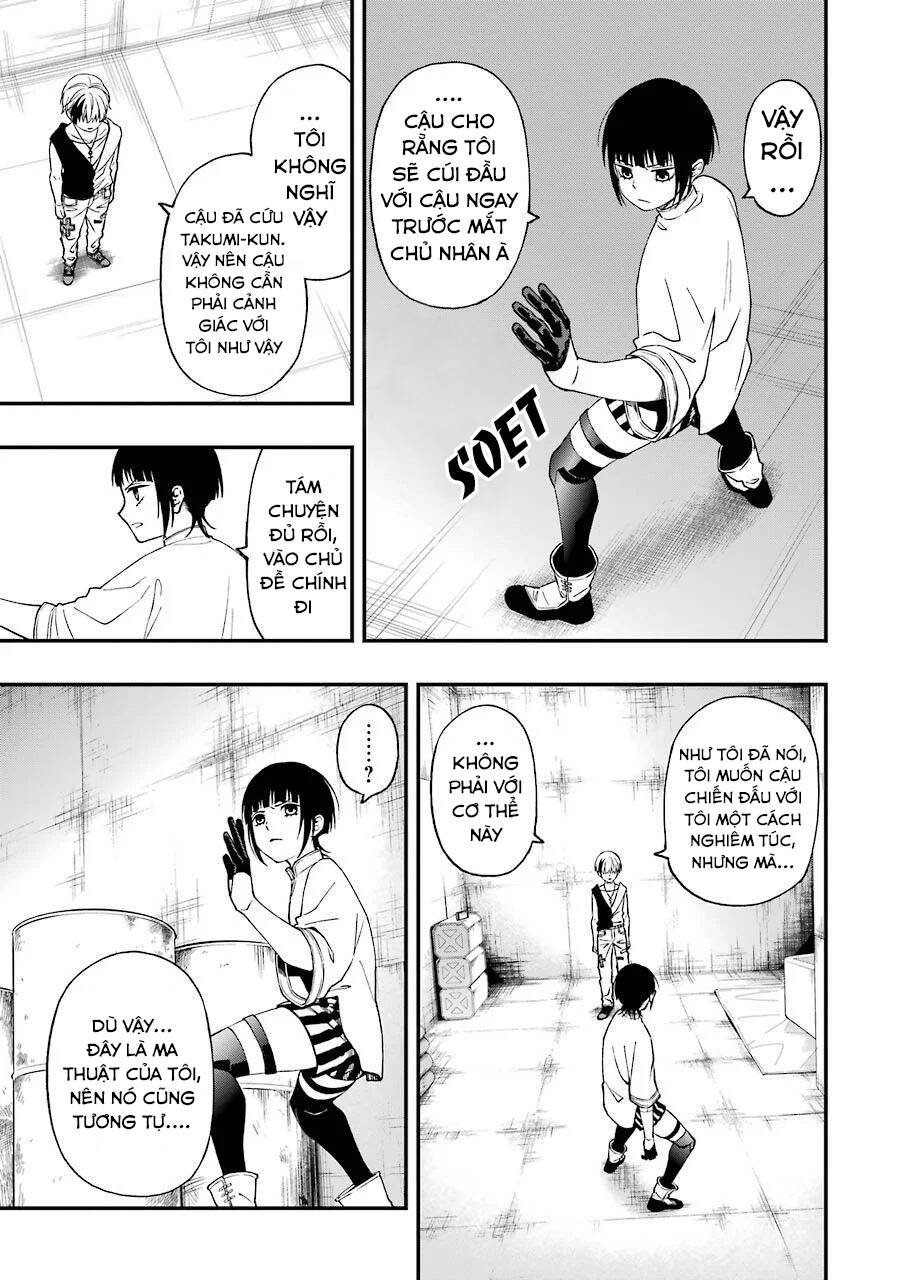 VẬY
RỒI
...
....
CẬU CHO
RẰNG TÔI
SẼ CÚI ĐẦU
VỚI CẬU NGAY
TRƯỚC MẮT
CHỦ NHÂN À
SOẸT
...
TÔI
KHÔNG
NGHĨ
VẬY
CẬU ĐÃ CỨU
TAKUMI-KUN.
VẬY NÊN CẬU
KHÔNG CẦN
PHẢI CẢNH
GIÁC VỚI
TÔI NHƯ VẬY
TÁM
CHUYỆN
ĐỦ RỒI,
VÀO CHỦ
ĐỀ CHÍNH
ĐI
NHƯ TÔI ĐÃ NÓI,
TÔI MUỐN CẬU
CHIẾN ĐẤU VỚI
TÔI MỘT CÁCH
NGHIÊM TÚC,
NHƯNG MÀ...
...
KHÔNG
PHẢI VỚI
CƠ THỂ
NÀY
......?
DÙ VẬY...
ĐÂY LÀ MA
THUẬT CỦA TÔI,
NÊN NÓ CŨNG
TƯƠNG TỰ....